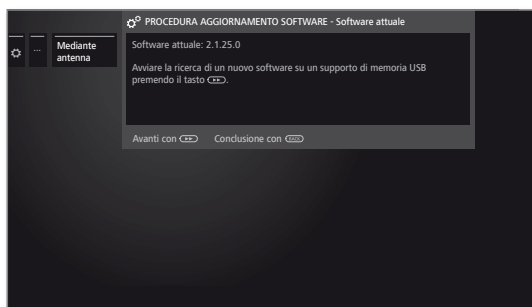 PROCEDURA AGGIORNAMENTO SOFTWARE - Software attuale
...
Mediante
antenna
Software attuale: 2.1.25.0
Avviare la ricerca di un nuovo software su un supporto di memoria USB
premendo il tasto.
Avanti con Conclusione con